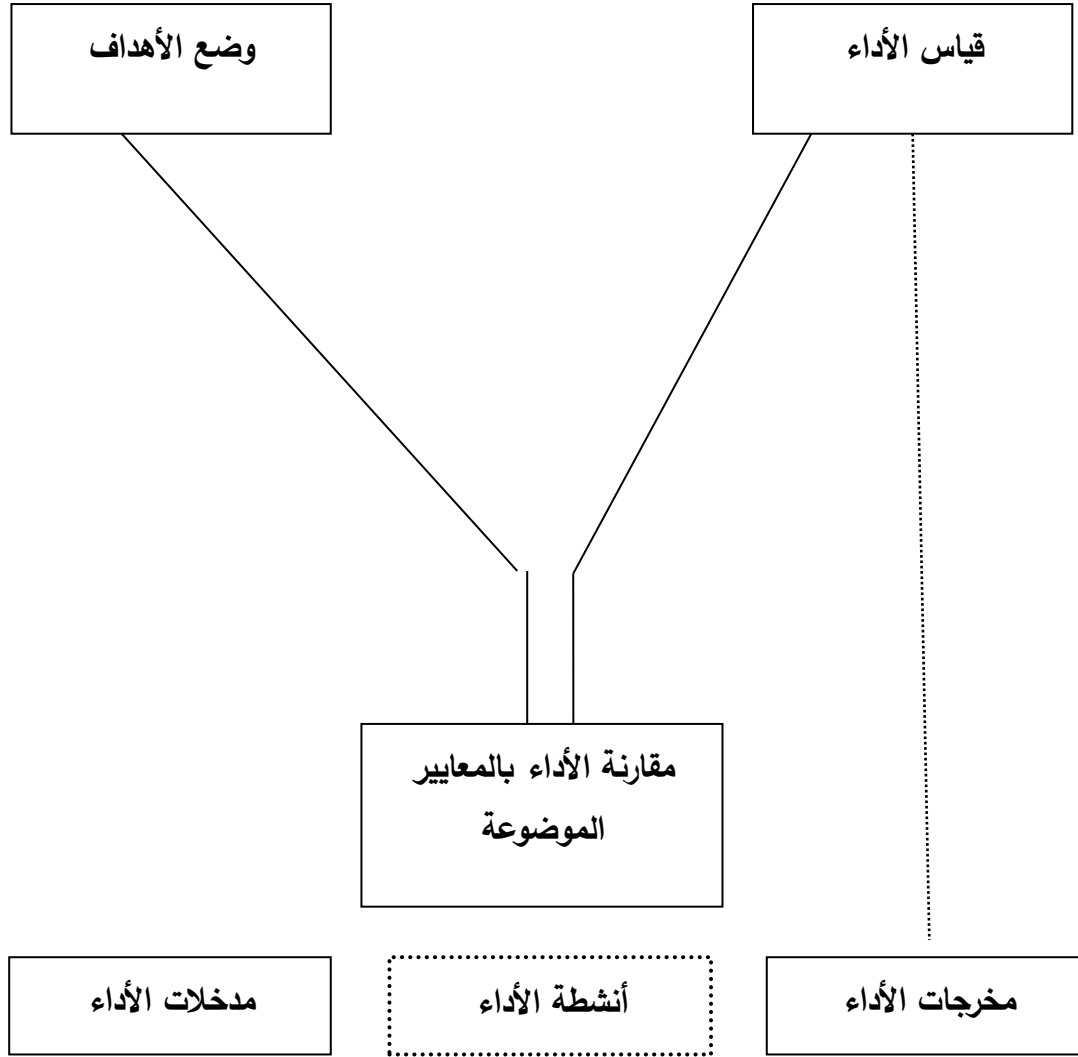 قياس الأداء
وضع الأهداف
مقارنة الأداء بالمعايير
الموضوعة
مخرجات الأداء
أنشطة الأداء
مدخلات الأداء